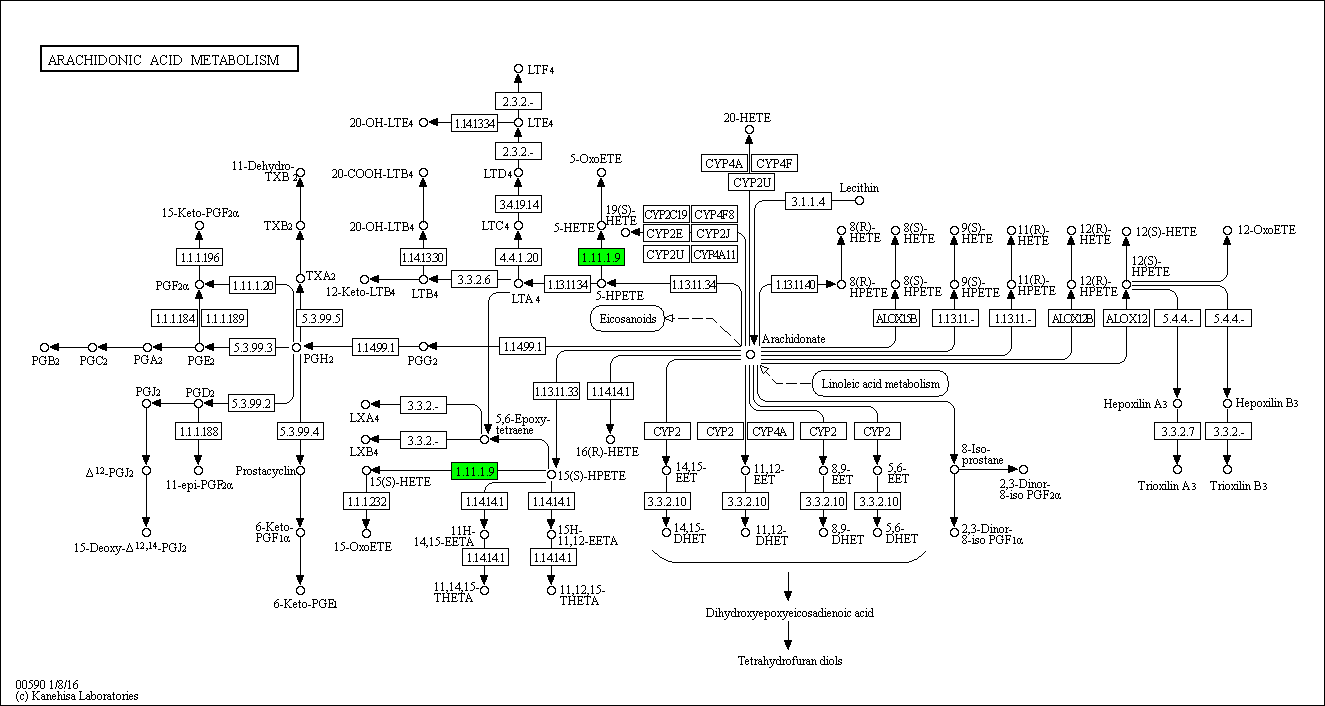 ARACHIDONIC ACID METABOLISM
LTF4
2.3.2.-
20-OH-LTE4
1.14.13.34
LTE4
20-HETE
2.3.2.-
5-OxoETE
CYP4A
CYP4F
11-Dehydro-
TXB2
20-COOH-LTB4
LTD4
CYP2U
Lecithin
3.1.1.4
3.4.19.14
15-Keto-PGF2α
19(S)-
HETE
CYP2C19
CYP4F8
TXB2
20-OH-LTB4
LTC4
5-HETE
CYP2E
CYP2J
8(R)-
HETE
8(S)-
HETE
9(S)-
HETE
11(R)-
HETE
12(R)-
HETE
12(S)-HETE
12-OxoETE
1.1.1.196
1.14.13.30
4.4.1.20
1.11.1.9
CYP2U
CYP4A11
12(S)-
HPETE
PGF2α
1.1.1.120
TXA2
12-Keto-LTB4
LTB4
3.3.2.6
LTA4
1.13.11.34
5-HPETE
1.13.11.34
1.13.11.40
8(R)-
HPETE
8(S)-
HPETE
9(S)-
HPETE
11(R)-
HPETE
12(R)-
HPETE
1.1.1.184
1.1.1.189
5.3.99.5
Eicosanoids
ALOX15B
1.13.11.-
1.13.11.-
ALOX12B
ALOX12
5.4.4.-
5.4.4.-
Arachidonate
PGB2
PGC2
PGA2
PGE2
5.3.99.3
PGH2
1.14.99.1
PGG2
1.14.99.1
1.13.11.33
1.14.14.1
Linoleic acid metabolism
PGJ2
PGD2
5.3.99.2
LXA4
3.3.2.-
5,6-Epoxy-
tetraene
Hepoxilin A3
Hepoxilin B3
1.1.1.188
5.3.99.4
LXB4
3.3.2.-
16(R)-HETE
CYP2
CYP2
CYP4A
CYP2
CYP2
8-Iso-
prostane
3.3.2.7
3.3.2.-
Δ12-PGJ2
11-epi-PGF2α
Prostacyclin
15(S)-HETE
1.11.1.9
15(S)-HPETE
14,15-
EET
11,12-
EET
8,9-
EET
5,6-
EET
2,3-Dinor-
8-iso PGF2α
Trioxilin A3
Trioxilin B3
1.1.1.232
1.14.14.1
1.14.14.1
3.3.2.10
3.3.2.10
3.3.2.10
3.3.2.10
15-Deoxy-Δ12,14-PGJ2
6-Keto-
PGF1α
15-OxoETE
11H-
14,15-EETA
15H-
11,12-EETA
14,15-
DHET
11,12-
DHET
8,9-
DHET
5,6-
DHET
2,3-Dinor-
8-iso PGF1α
1.14.14.1
1.14.14.1
6-Keto-PGE1
11,14,15-
THETA
11,12,15-
THETA
Dihydroxyepoxyeicosadienoic acid
Tetrahydrofuran diols
00590 1/8/16
(c) Kanehisa Laboratories